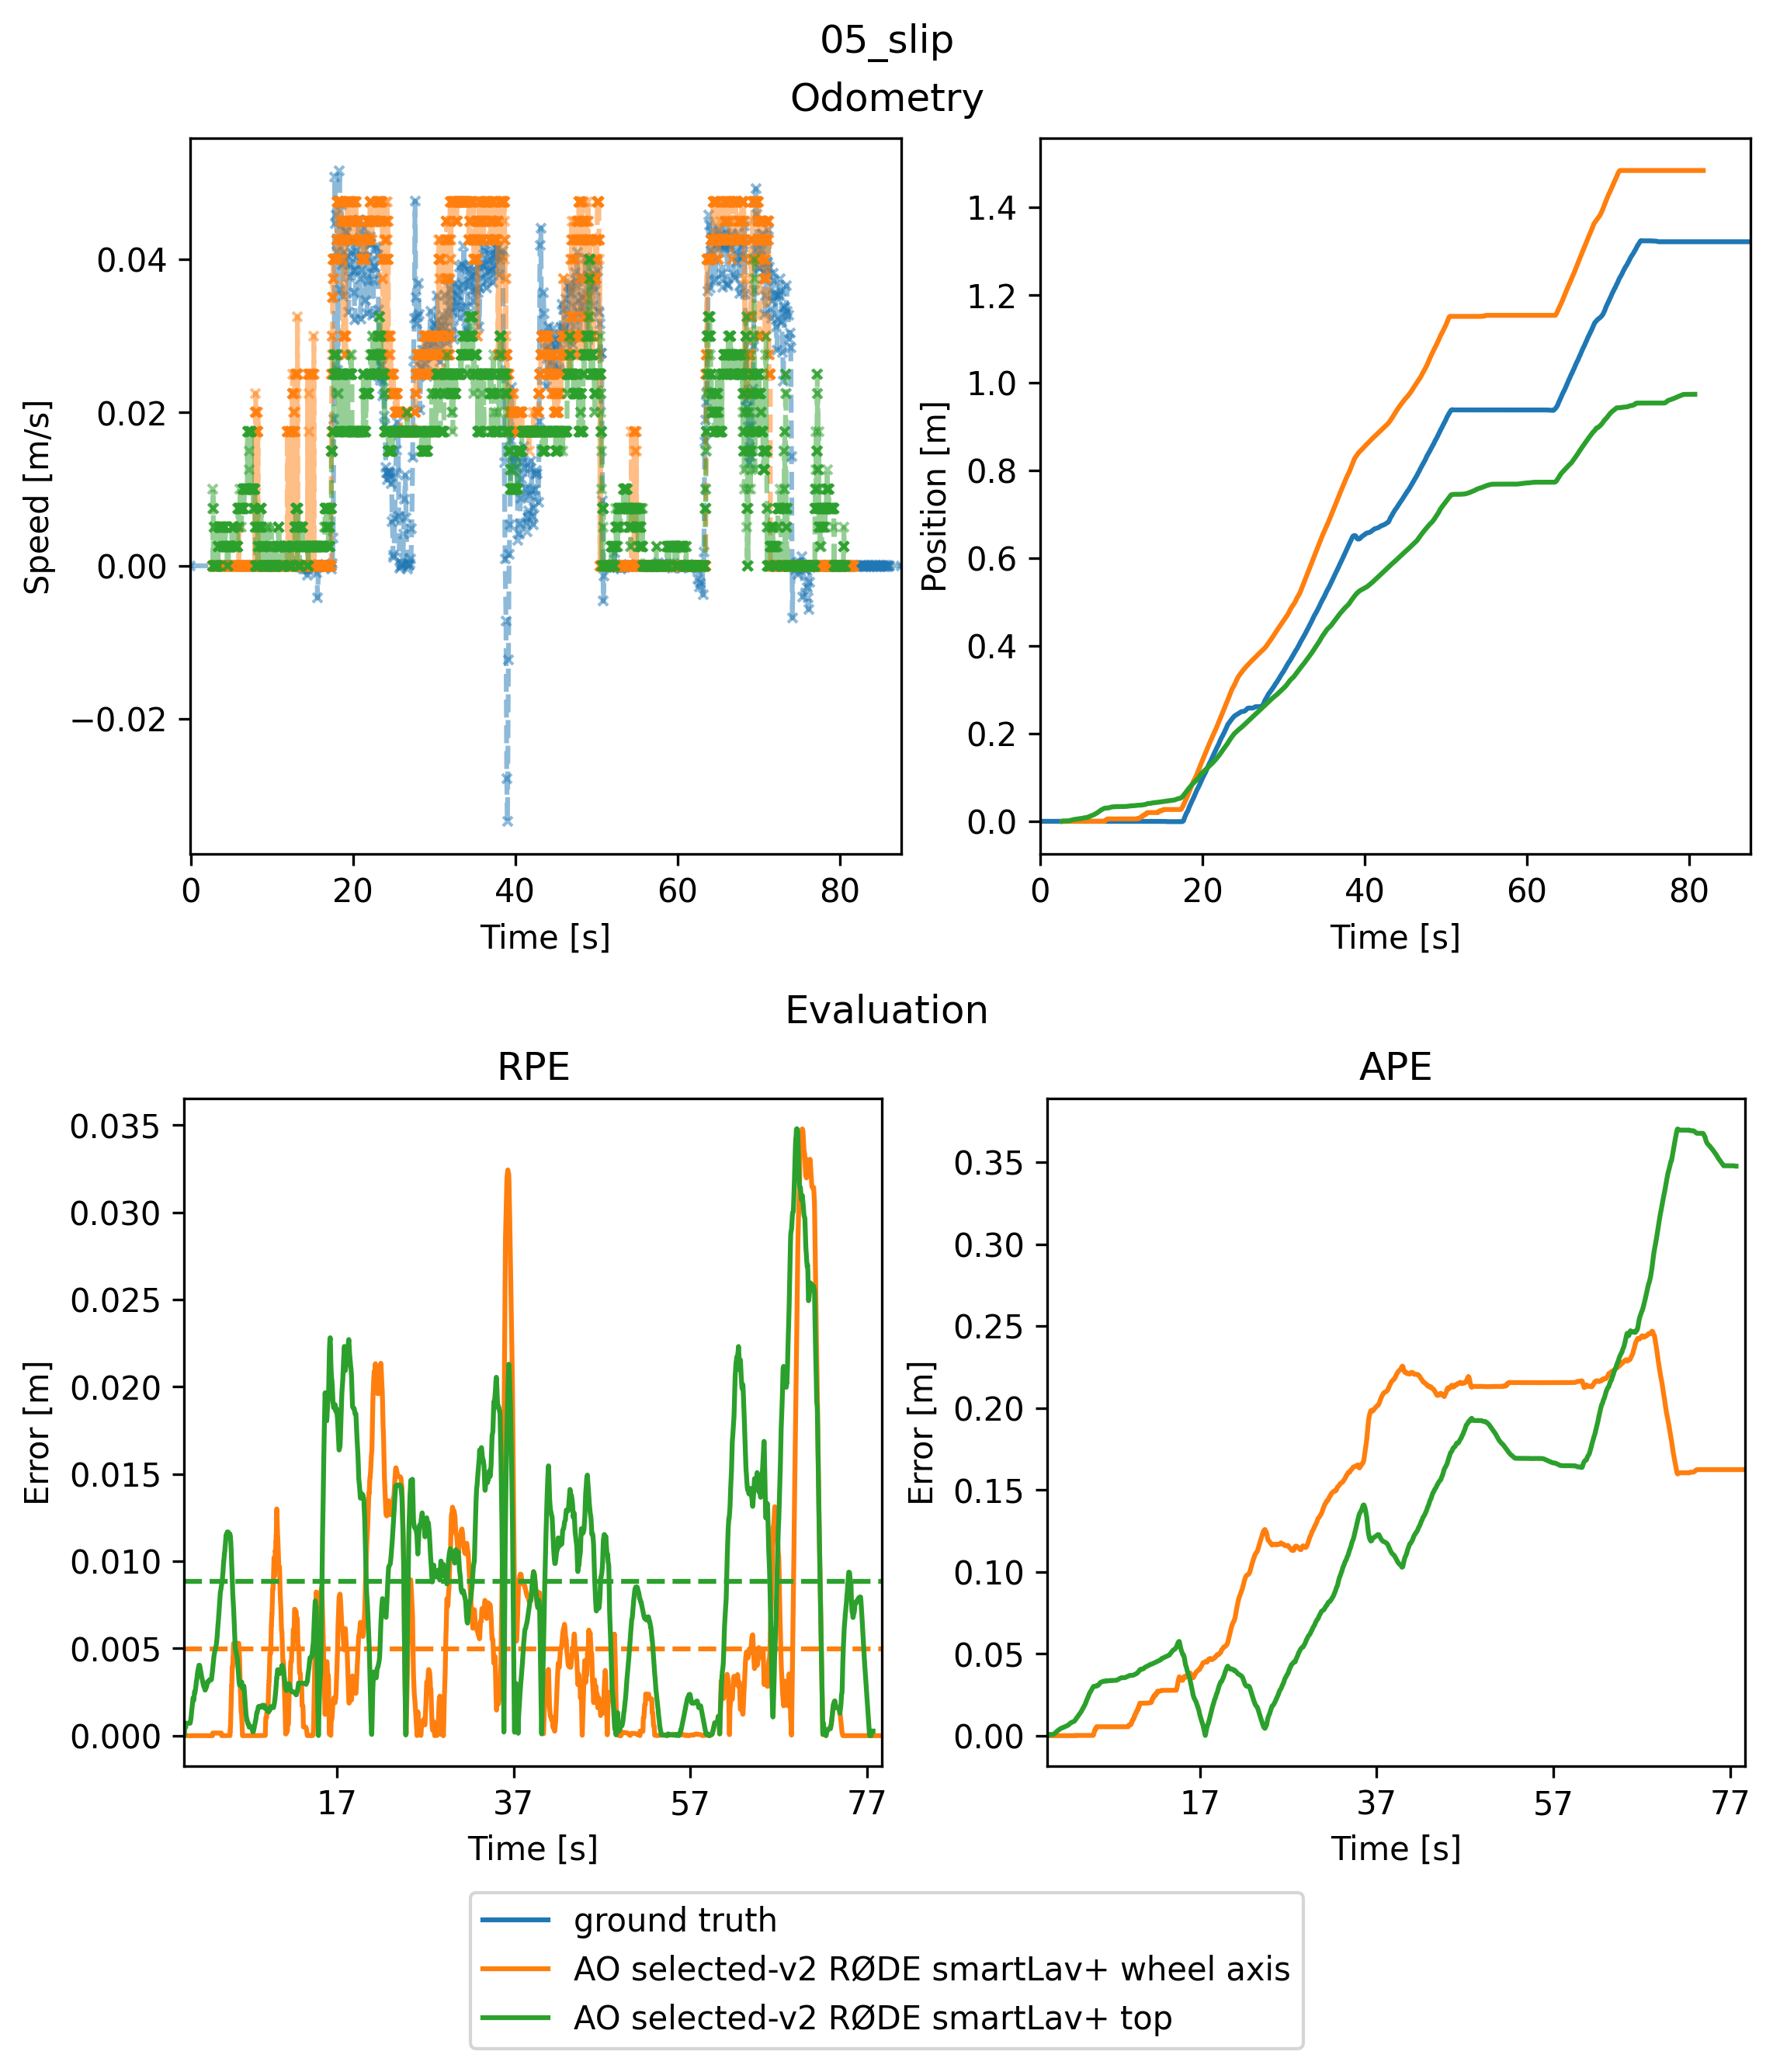 05_slip
Odometry
Speed [m/s]
0.04
0.02
0.00
−0.02
0 20 40 60 80
Time [s]
Position [m]
1.4
1.2
1.0
0.8
0.6
0.4
0.2
0.0
0 20 40 60 80
Time [s]
Evaluation
RPE
Error [m]
0.035
0.030
0.025
0.020
0.015
0.010
0.005
0.000
17 37 57 77
Time [s]
APE
Error [m]
0.35
0.30
0.25
0.20
0.15
0.10
0.05
0.00
17 37 57 77
Time [s]
ground truth
AO selected-v2 RØDE smartLav+ wheel axis
AO selected-v2 RØDE smartLav+ top